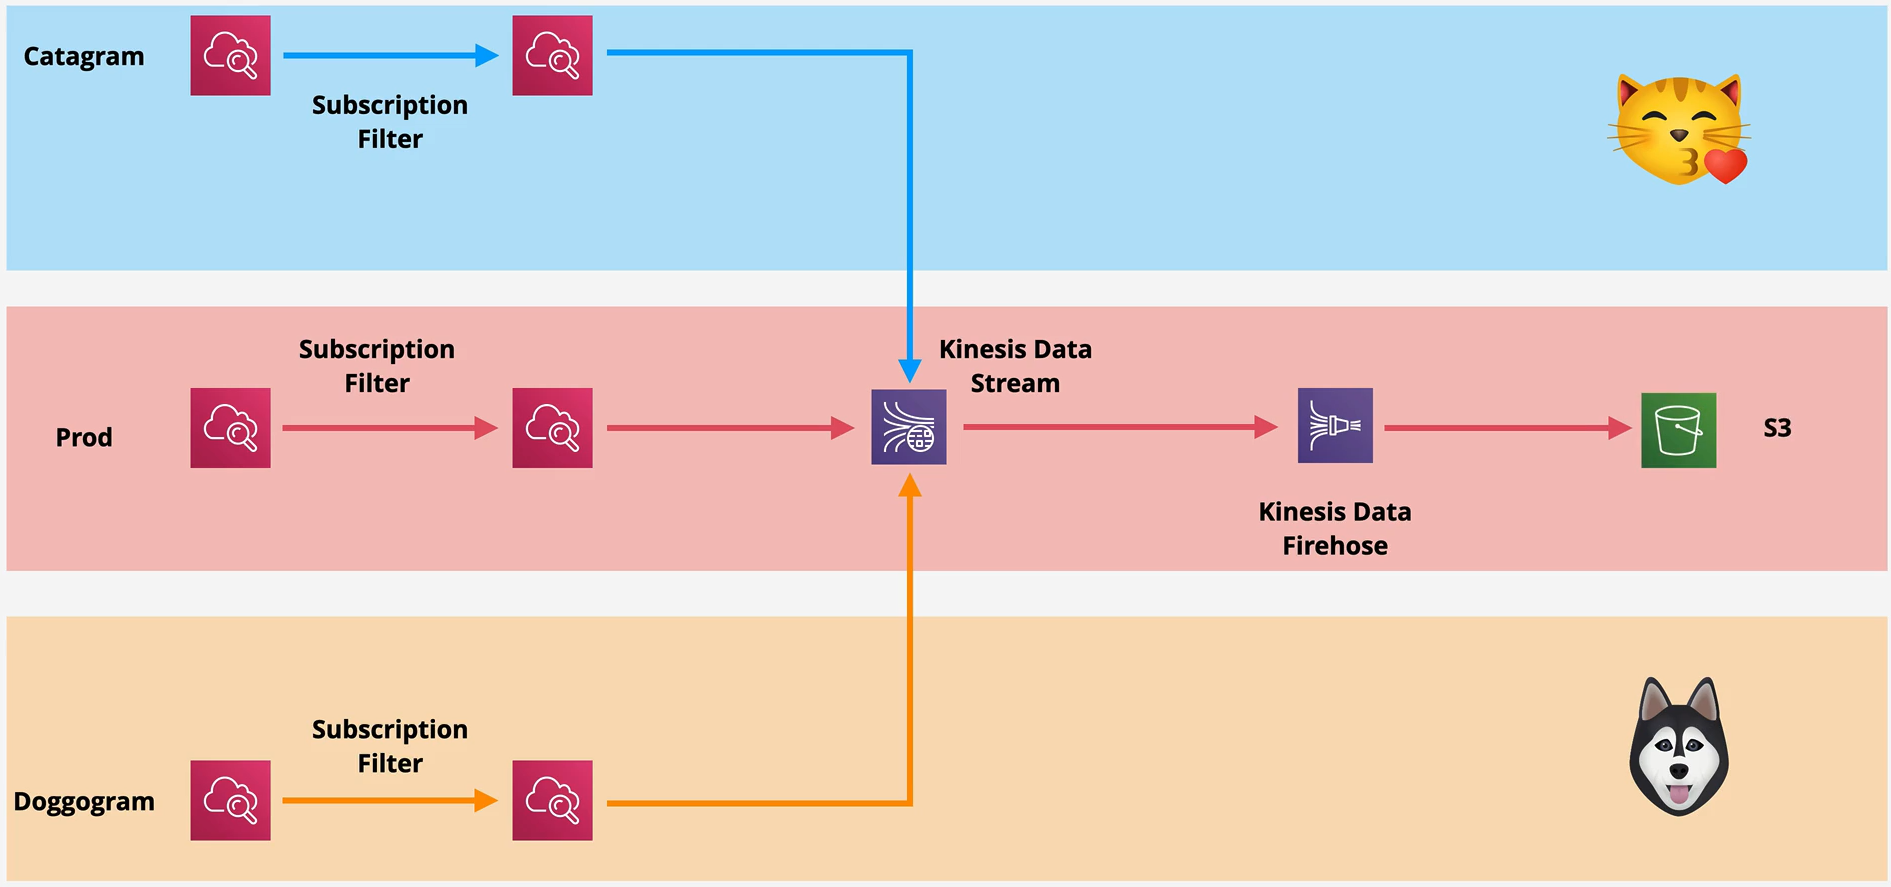 Catagram
Subscription
Filter
Subscription
Filter
Kinesis Data
Stream
Prod
S3
Kinesis Data
Firehose
Subscription
Filter
Doggogram